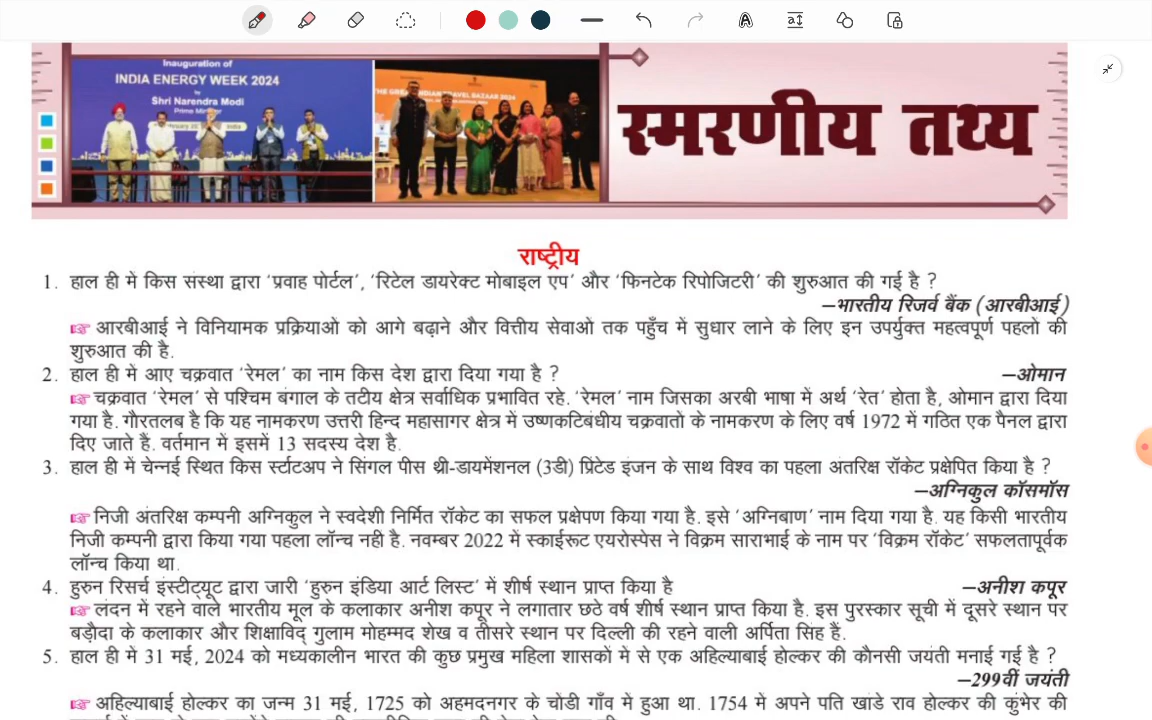 Inauguration of
INDIA ENERGY WEEK 2024
by
Shri Narendra Modi
Prime
India
THE GREAT INDIAN TRAVEL BAZAAR 2024
स्मरणीय तथ्य
राष्ट्रीय
1. हाल ही में किस संस्था द्वारा ‘प्रवाह पोर्टल’, ‘रिटेल डायरेक्ट मोबाइल एप’ और ‘फिनटेक रिपोजिटरी’ की शुरुआत की गई है ?
—भारतीय रिजर्व बैंक (आरबीआई)
☞ आरबीआई ने विनियामक प्रक्रियाओं को आगे बढ़ाने और वित्तीय सेवाओं तक पहुँच में सुधार लाने के लिए इन उपर्युक्त महत्वपूर्ण पहलों की
शुरुआत की है.
2. हाल ही में आए चक्रवात ‘रेमल’ का नाम किस देश द्वारा दिया गया है ? —ओमान
☞ चक्रवात ‘रेमल’ से पश्चिम बंगाल के तटीय क्षेत्र सर्वाधिक प्रभावित रहे. ‘रेमल’ नाम जिसका अरबी भाषा में अर्थ ‘रेत’ होता है, ओमान द्वारा दिया
गया है. गौरतलब है कि यह नामकरण उत्तरी हिन्द महासागर क्षेत्र में उष्णकटिबंधीय चक्रवातों के नामकरण के लिए वर्ष 1972 में गठित एक पैनल द्वारा
दिए जाते हैं. वर्तमान में इसमें 13 सदस्य देश है.
3. हाल ही में चेन्नई स्थित किस स्टार्टअप ने सिंगल पीस थ्री-डायमेंशनल (3डी) प्रिंटेड इंजन के साथ विश्व का पहला अंतरिक्ष रॉकेट प्रक्षेपित किया है ?
—अग्निकुल कॉसमॉस
☞ निजी अंतरिक्ष कम्पनी अग्निकुल ने स्वदेशी निर्मित रॉकेट का सफल प्रक्षेपण किया गया है. इसे ‘अग्निबाण’ नाम दिया गया है. यह किसी भारतीय
निजी कम्पनी द्वारा किया गया पहला लॉन्च नहीं है. नवम्बर 2022 में स्काईरूट एयरोस्पेस ने विक्रम साराभाई के नाम पर ‘विक्रम रॉकेट’ सफलतापूर्वक
लॉन्च किया था.
4. हुरुन रिसर्च इंस्टीट्यूट द्वारा जारी ‘हुरुन इंडिया आर्ट लिस्ट’ में शीर्ष स्थान प्राप्त किया है —अनीश कपूर
☞ लंदन में रहने वाले भारतीय मूल के कलाकार अनीश कपूर ने लगातार छठे वर्ष शीर्ष स्थान प्राप्त किया है. इस पुरस्कार सूची में दूसरे स्थान पर
बड़ौदा के कलाकार और शिक्षाविद् गुलाम मोहम्मद शेख व तीसरे स्थान पर दिल्ली की रहने वाली अर्पिता सिंह हैं.
5. हाल ही में 31 मई, 2024 को मध्यकालीन भारत की कुछ प्रमुख महिला शासकों में से एक अहिल्याबाई होल्कर की कौनसी जयंती मनाई गई है ?
—299वीं जयंती
☞ अहिल्याबाई होल्कर का जन्म 31 मई, 1725 को अहमदनगर के चोंडी गाँव में हुआ था. 1754 में अपने पति खांडे राव होल्कर की कुंभेर की